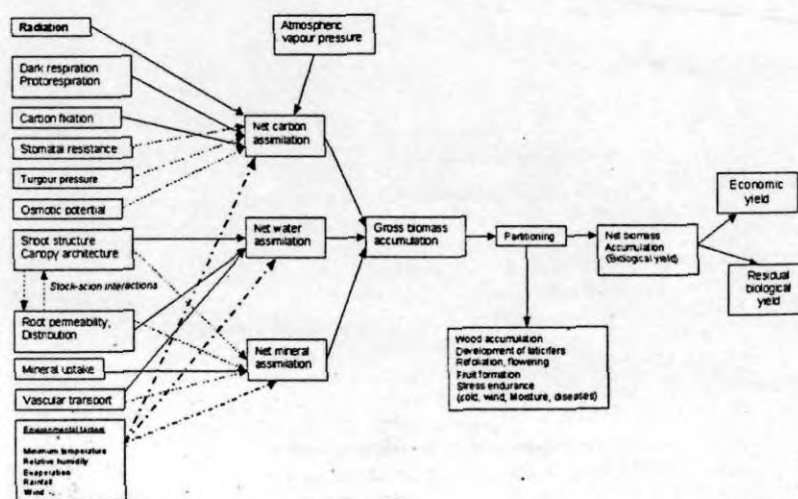 Radiation
Atmospheric
vapour pressure
Dark respiration
Photorespiration
Carbon fixation
Stomatal resistance
Turgour pressure
Osmotic potential
Net carbon
assimilation
Shoot structure
Canopy architecture
Stock-scion interactions
Root permeability,
Distribution
Mineral uptake
Vascular transport
Environmental factors
Minimum temperature
Relative humidity
Evaporation
Rainfall
Wind
Net water
assimilation
Net mineral
assimilation
Gross biomass
accumulation
Partitioning
Net biomass
Accumulation
(Biological yield)
Economic
yield
Residual
biological
yield
Wood accumulation
Development of laticifers
Refoliation, flowering
Fruit formation
Stress endurance
(cold, wind, Moisture, diseases)